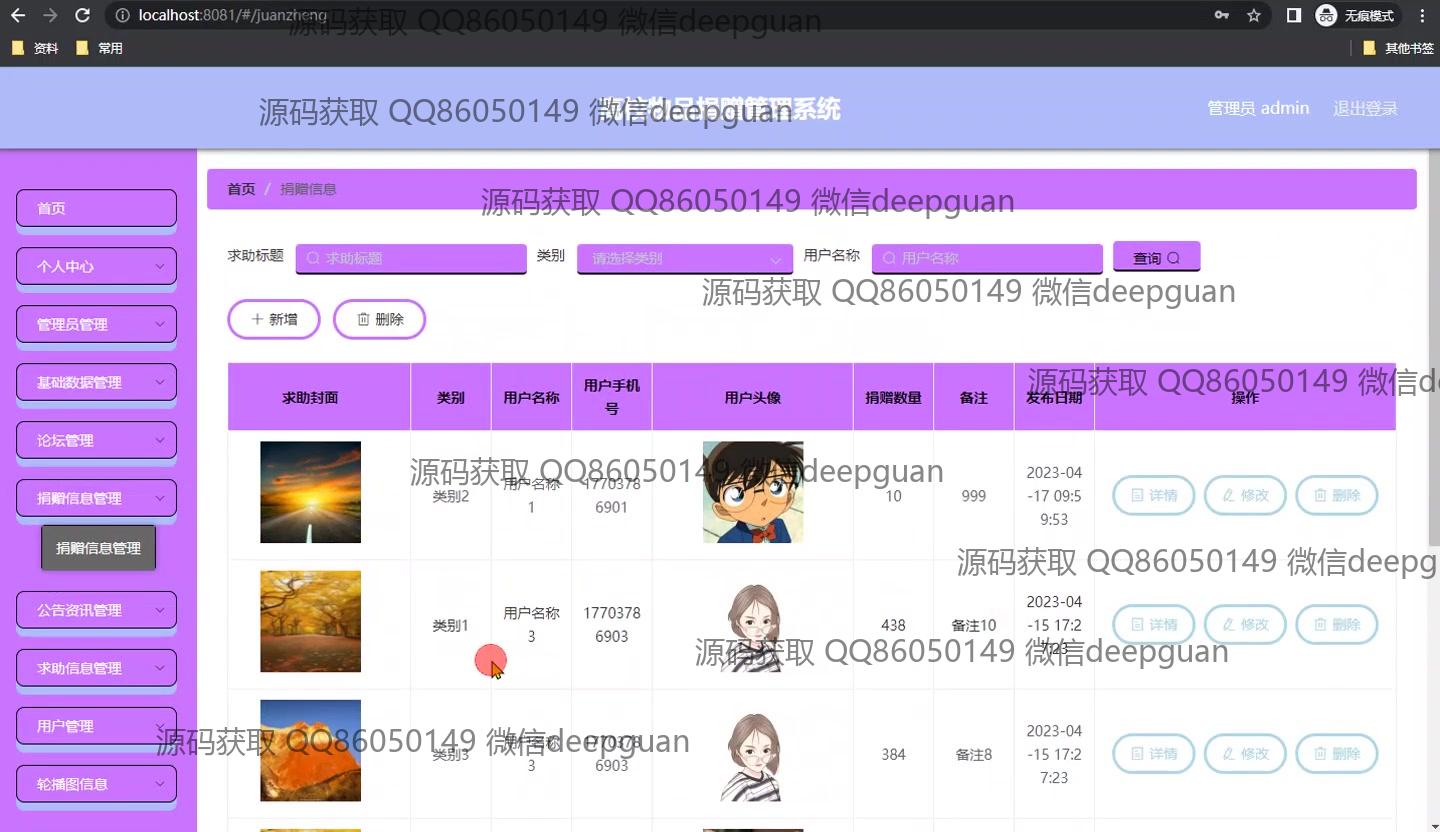 localhost:8081/#/juanzheng
无痕模式
资料
常用
其他书签
源码获取 QQ86050149 微信deepguan
物品捐赠管理系统
管理员 admin
退出登录
源码获取 QQ86050149 微信deepguan
首页
个人中心
管理员管理
基础数据管理
论坛管理
捐赠信息管理
捐赠信息管理
公告资讯管理
求助信息管理
用户管理
轮播图信息
首页 / 捐赠信息
源码获取 QQ86050149 微信deepguan
求助标题
求助标题
类别
请选择类别
用户名称
用户名称
查询
源码获取 QQ86050149 微信deepguan
新增
删除
求助封面
类别
用户名称
用户手机
号
用户头像
捐赠数量
备注
发布日期
操作
源码获取 QQ86050149 微信de
类别2
用户名称
1
1770378
6901
10
999
2023-04
-17 09:5
9:53
详情
修改
删除
源码获取 QQ86050149 微信deepguan
源码获取 QQ86050149 微信deepg
类别1
用户名称
3
1770378
6903
438
备注10
2023-04
-15 17:2
7:23
详情
修改
删除
源码获取 QQ86050149 微信deepguan
类别3
用户名称
3
1770378
6903
384
备注8
2023-04
-15 17:2
7:23
详情
修改
删除
源码获取 QQ86050149 微信deepguan